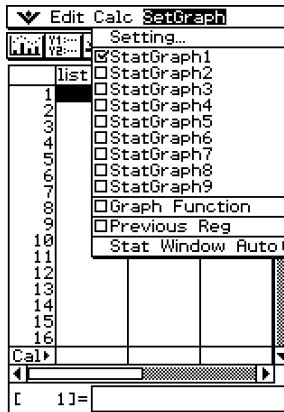 Edit Calc SetGraph
Setting...
Y1:
Y2:
list
StatGraph1
StatGraph2
StatGraph3
StatGraph4
StatGraph5
StatGraph6
StatGraph7
StatGraph8
StatGraph9
Graph Function
Previous Reg
Stat Window Auto
1
2
3
4
5
6
7
8
9
10
11
12
13
14
15
16
Cal
[ 1]=